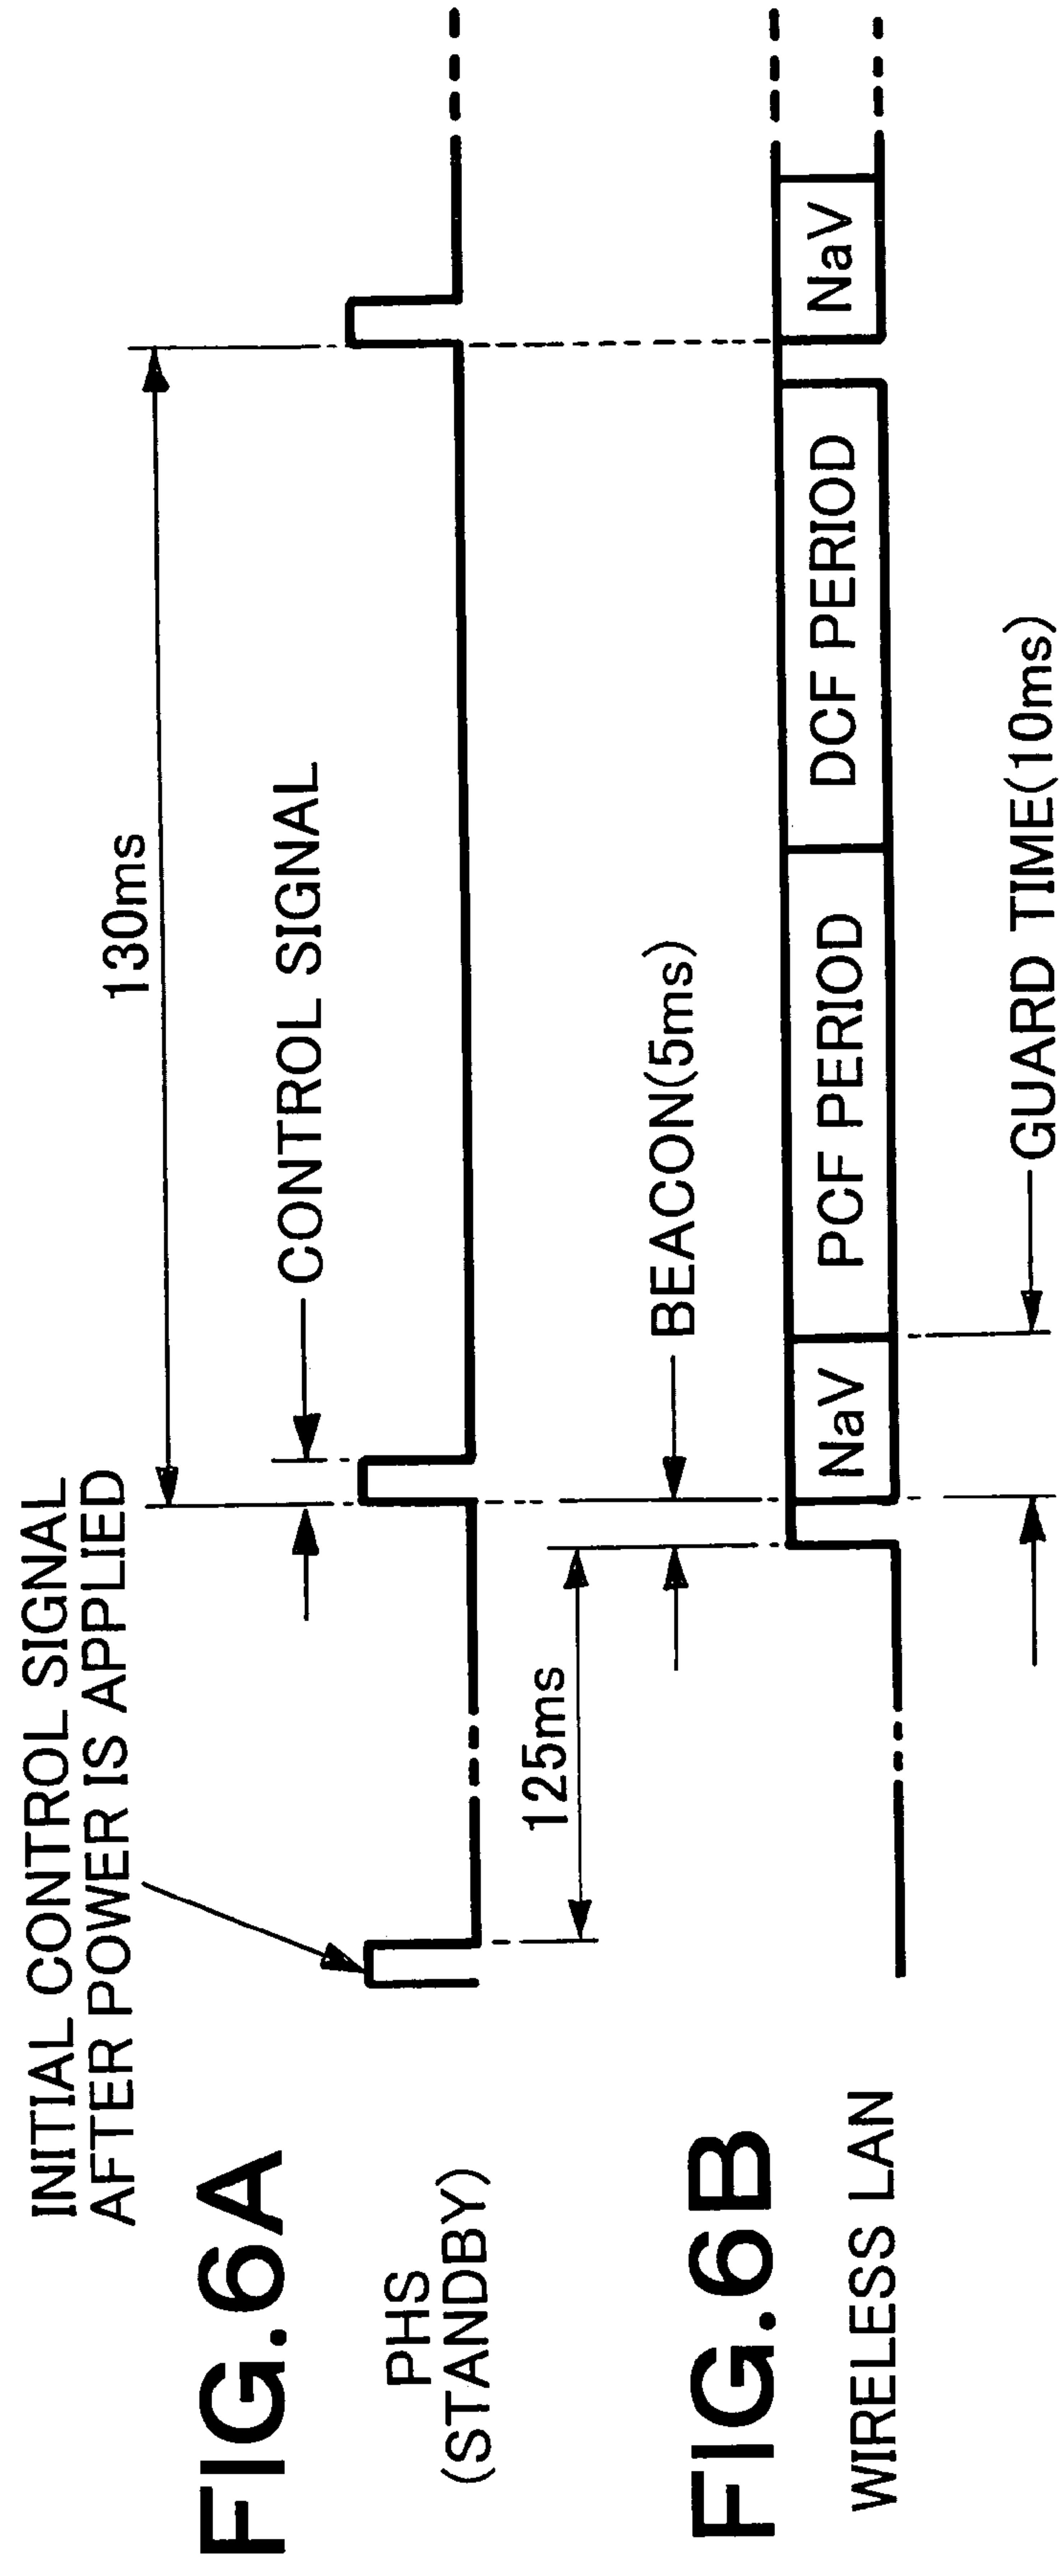 FIG.6A
INITIAL CONTROL SIGNAL
AFTER POWER IS APPLIED
130ms
CONTROL SIGNAL
PHS
(STANDBY)
125ms
BEACON(5ms)
FIG.6B
WIRELESS LAN
NaV
PCF PERIOD
DCF PERIOD
NaV
GUARD TIME(10ms)